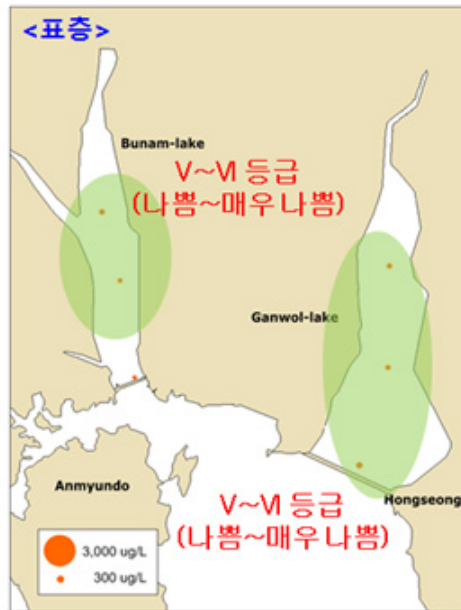 <표층>
Bunam-lake
Ⅴ~Ⅵ 등급
(나쁨~매우 나쁨)
Ganwol-lake
Anmyundo
Hongseong
Ⅴ~Ⅵ 등급
(나쁨~매우 나쁨)
3,000 ug/L
300 ug/L